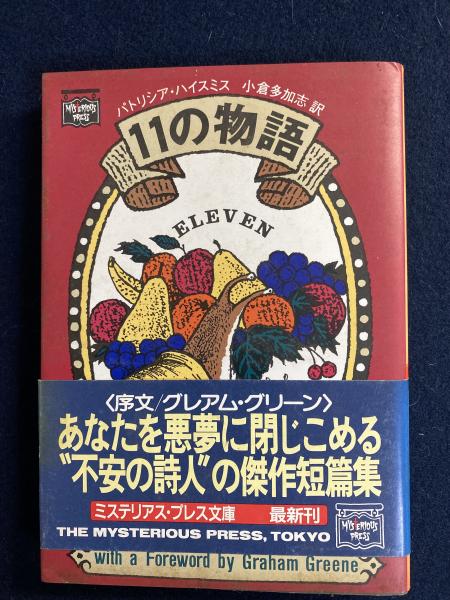 MYSTERIOUS
PRESS
パトリシア・ハイスミス 小倉多加志 訳
11の物語
ELEVEN
〈序文/グレアム・グリーン〉
あなたを悪夢に閉じこめる
"不安の詩人"の傑作短篇集
ミステリアス・プレス文庫 最新刊
THE MYSTERIOUS PRESS, TOKYO
MYSTERIOUS
PRESS
with a Foreword by Graham Greene